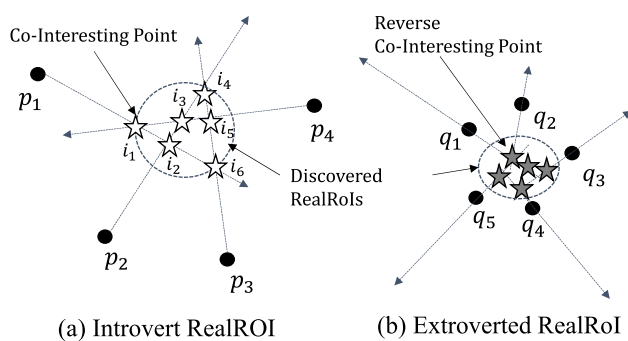 Co-Interesting Point
p₁
i₁
i₂
i₃
i₄
i₅
i₆
p₄
Discovered
RealRoIs
p₂
p₃
(a) Introvert RealROI
Reverse
Co-Interesting Point
q₁
q₂
q₃
q₅
q₄
(b) Extroverted RealRoI